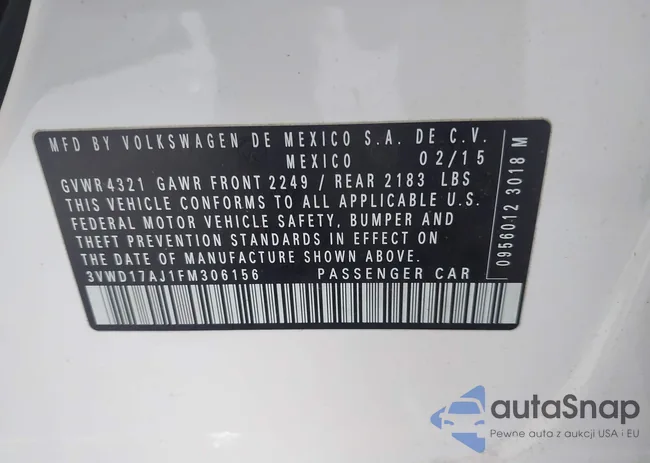 MFD BY VOLKSWAGEN DE MEXICO S.A. DE C.V.
MEXICO 02/15
GVWR 4321 GAWR FRONT 2249 / REAR 2183 LBS
THIS VEHICLE CONFORMS TO ALL APPLICABLE U.S.
FEDERAL MOTOR VEHICLE SAFETY, BUMPER AND
THEFT PREVENTION STANDARDS IN EFFECT ON
THE DATE OF MANUFACTURE SHOWN ABOVE.
3VWD17AJ1FM306156 PASSENGER CAR
0956012 3018 M
autaSnap
Pewne auta z aukcji USA i EU